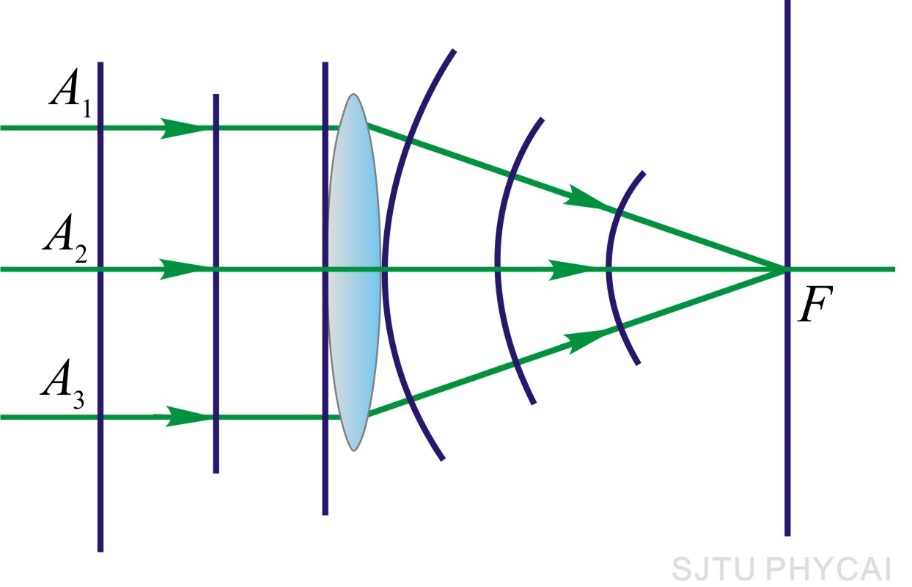 A₁
A₂
A₃
F
SJTU PHYCAI